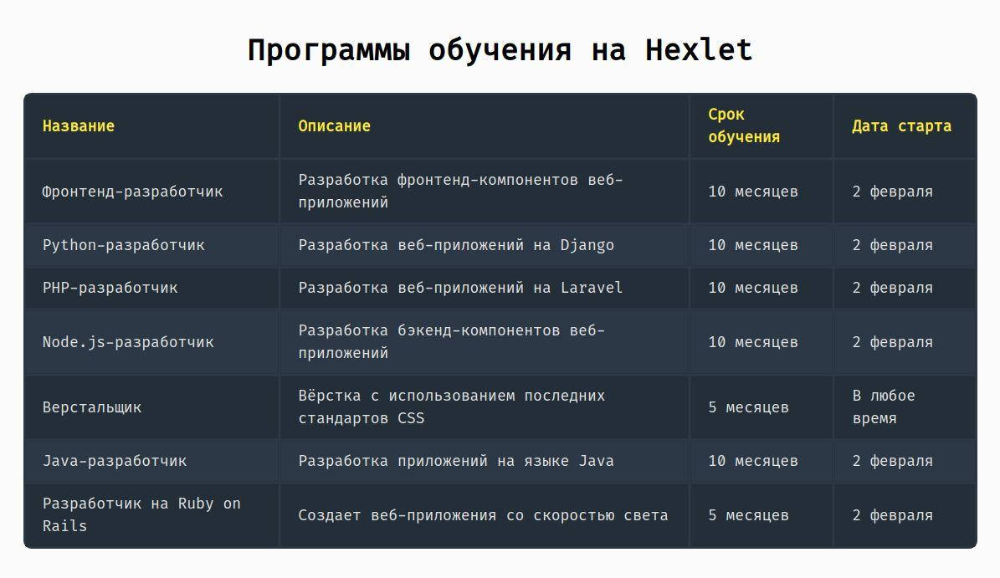 Программы обучения на Hexlet
Название
Описание
Срок
обучения
Дата старта
Фронтенд-разработчик
Разработка фронтенд-компонентов веб-
приложений
10 месяцев
2 февраля
Python-разработчик
Разработка веб-приложений на Django
10 месяцев
2 февраля
PHP-разработчик
Разработка веб-приложений на Laravel
10 месяцев
2 февраля
Node.js-разработчик
Разработка бэкенд-компонентов веб-
приложений
10 месяцев
2 февраля
Верстальщик
Вёрстка с использованием последних
стандартов CSS
5 месяцев
В любое
время
Java-разработчик
Разработка приложений на языке Java
10 месяцев
2 февраля
Разработчик на Ruby on
Rails
Создает веб-приложения со скоростью света
5 месяцев
2 февраля